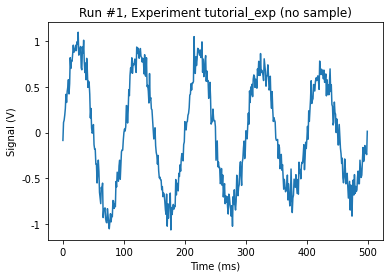 Run #1, Experiment tutorial_exp (no sample)
1
0.5
0
-0.5
-1
Signal (V)
0 100 200 300 400 500
Time (ms)